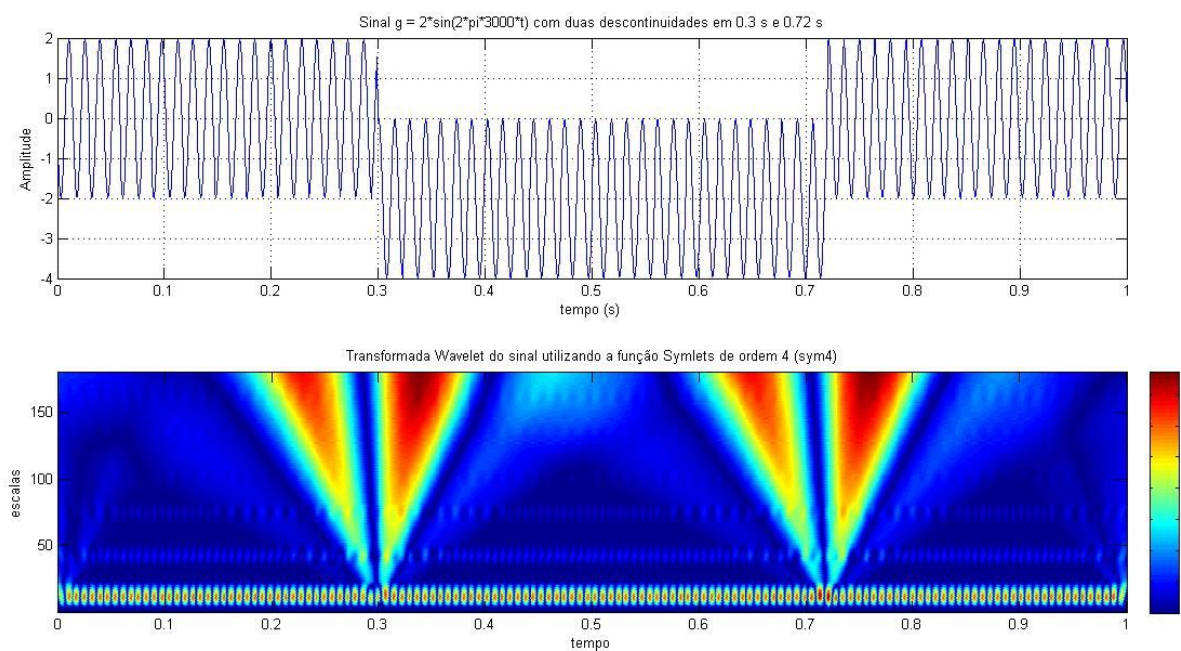 Sinal g = 2*sin(2*pi*3000*t) com duas descontinuidades em 0.3 s e 0.72 s
2
1
0
-1
-2
-3
-4
Amplitude
0 0.1 0.2 0.3 0.4 0.5 0.6 0.7 0.8 0.9 1
tempo (s)
Transformada Wavelet do sinal utilizando a função Symlets de ordem 4 (sym4)
150
100
50
escalas
0 0.1 0.2 0.3 0.4 0.5 0.6 0.7 0.8 0.9 1
tempo